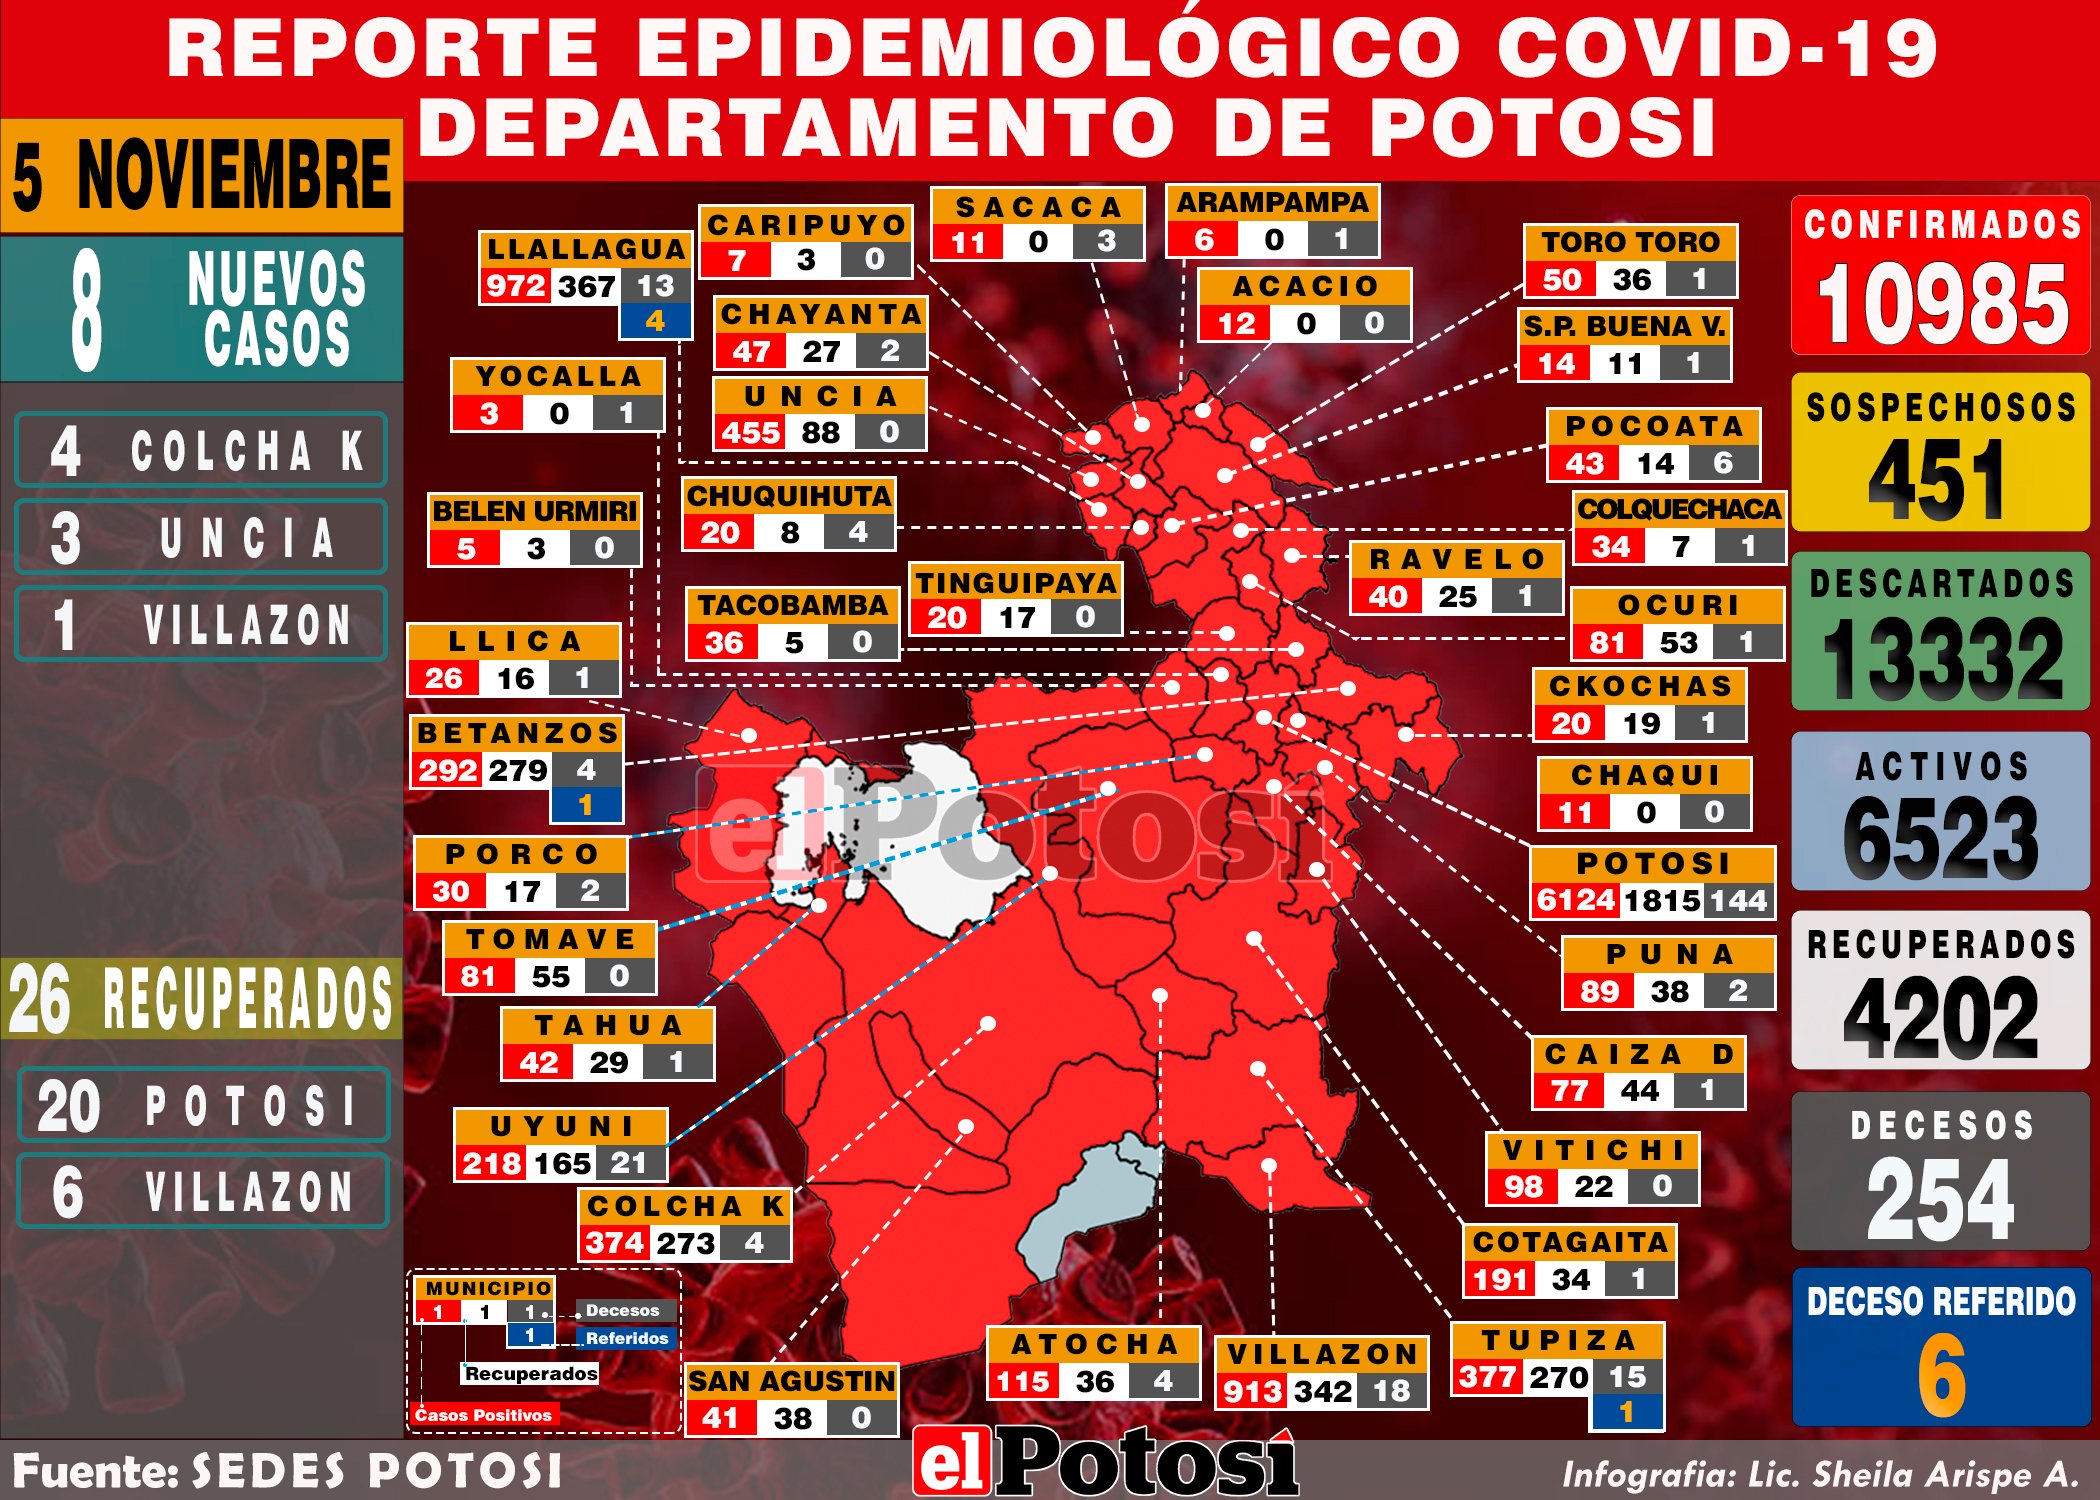 REPORTE EPIDEMIOLÓGICO COVID-19
DEPARTAMENTO DE POTOSI
5 NOVIEMBRE
8 NUEVOS
CASOS
4 COLCHA K
3 UNCIA
1 VILLAZON
26 RECUPERADOS
20 POTOSI
6 VILLAZON
LLALLAGUA
972 367 13
4
CARIPUYO
7 3 0
SACACA
11 0 3
ARAMPAMPA
6 0 1
ACACIO
12 0 0
TORO TORO
50 36 1
CHAYANTA
47 27 2
S.P. BUENA V.
14 11 1
YOCALLA
3 0 1
UNCIA
455 88 0
POCOATA
43 14 6
BELEN URMIRI
5 3 0
CHUQUIHUTA
20 8 4
COLQUECHACA
34 7 1
RAVELO
40 25 1
TINGUIPAYA
20 17 0
TACOBAMBA
36 5 0
OCURI
81 53 1
LLICA
26 16 1
CKOCHAS
20 19 1
BETANZOS
292 279 4
1
CHAQUI
11 0 0
PORCO
30 17 2
POTOSI
6124 1815 144
TOMAVE
81 55 0
PUNA
89 38 2
TAHUA
42 29 1
CAIZA D
77 44 1
UYUNI
218 165 21
VITICHI
98 22 0
COLCHA K
374 273 4
COTAGAITA
191 34 1
SAN AGUSTIN
41 38 0
ATOCHA
115 36 4
VILLAZON
913 342 18
TUPIZA
377 270 15
1
elPotosí
MUNICIPIO
1 1 1
1
Decesos
Referidos
Recuperados
Casos Positivos
CONFIRMADOS
10985
SOSPECHOSOS
451
DESCARTADOS
13332
ACTIVOS
6523
RECUPERADOS
4202
DECESOS
254
DECESO REFERIDO
6
Fuente: SEDES POTOSI
elPotosí
Infografia: Lic. Sheila Arispe A.